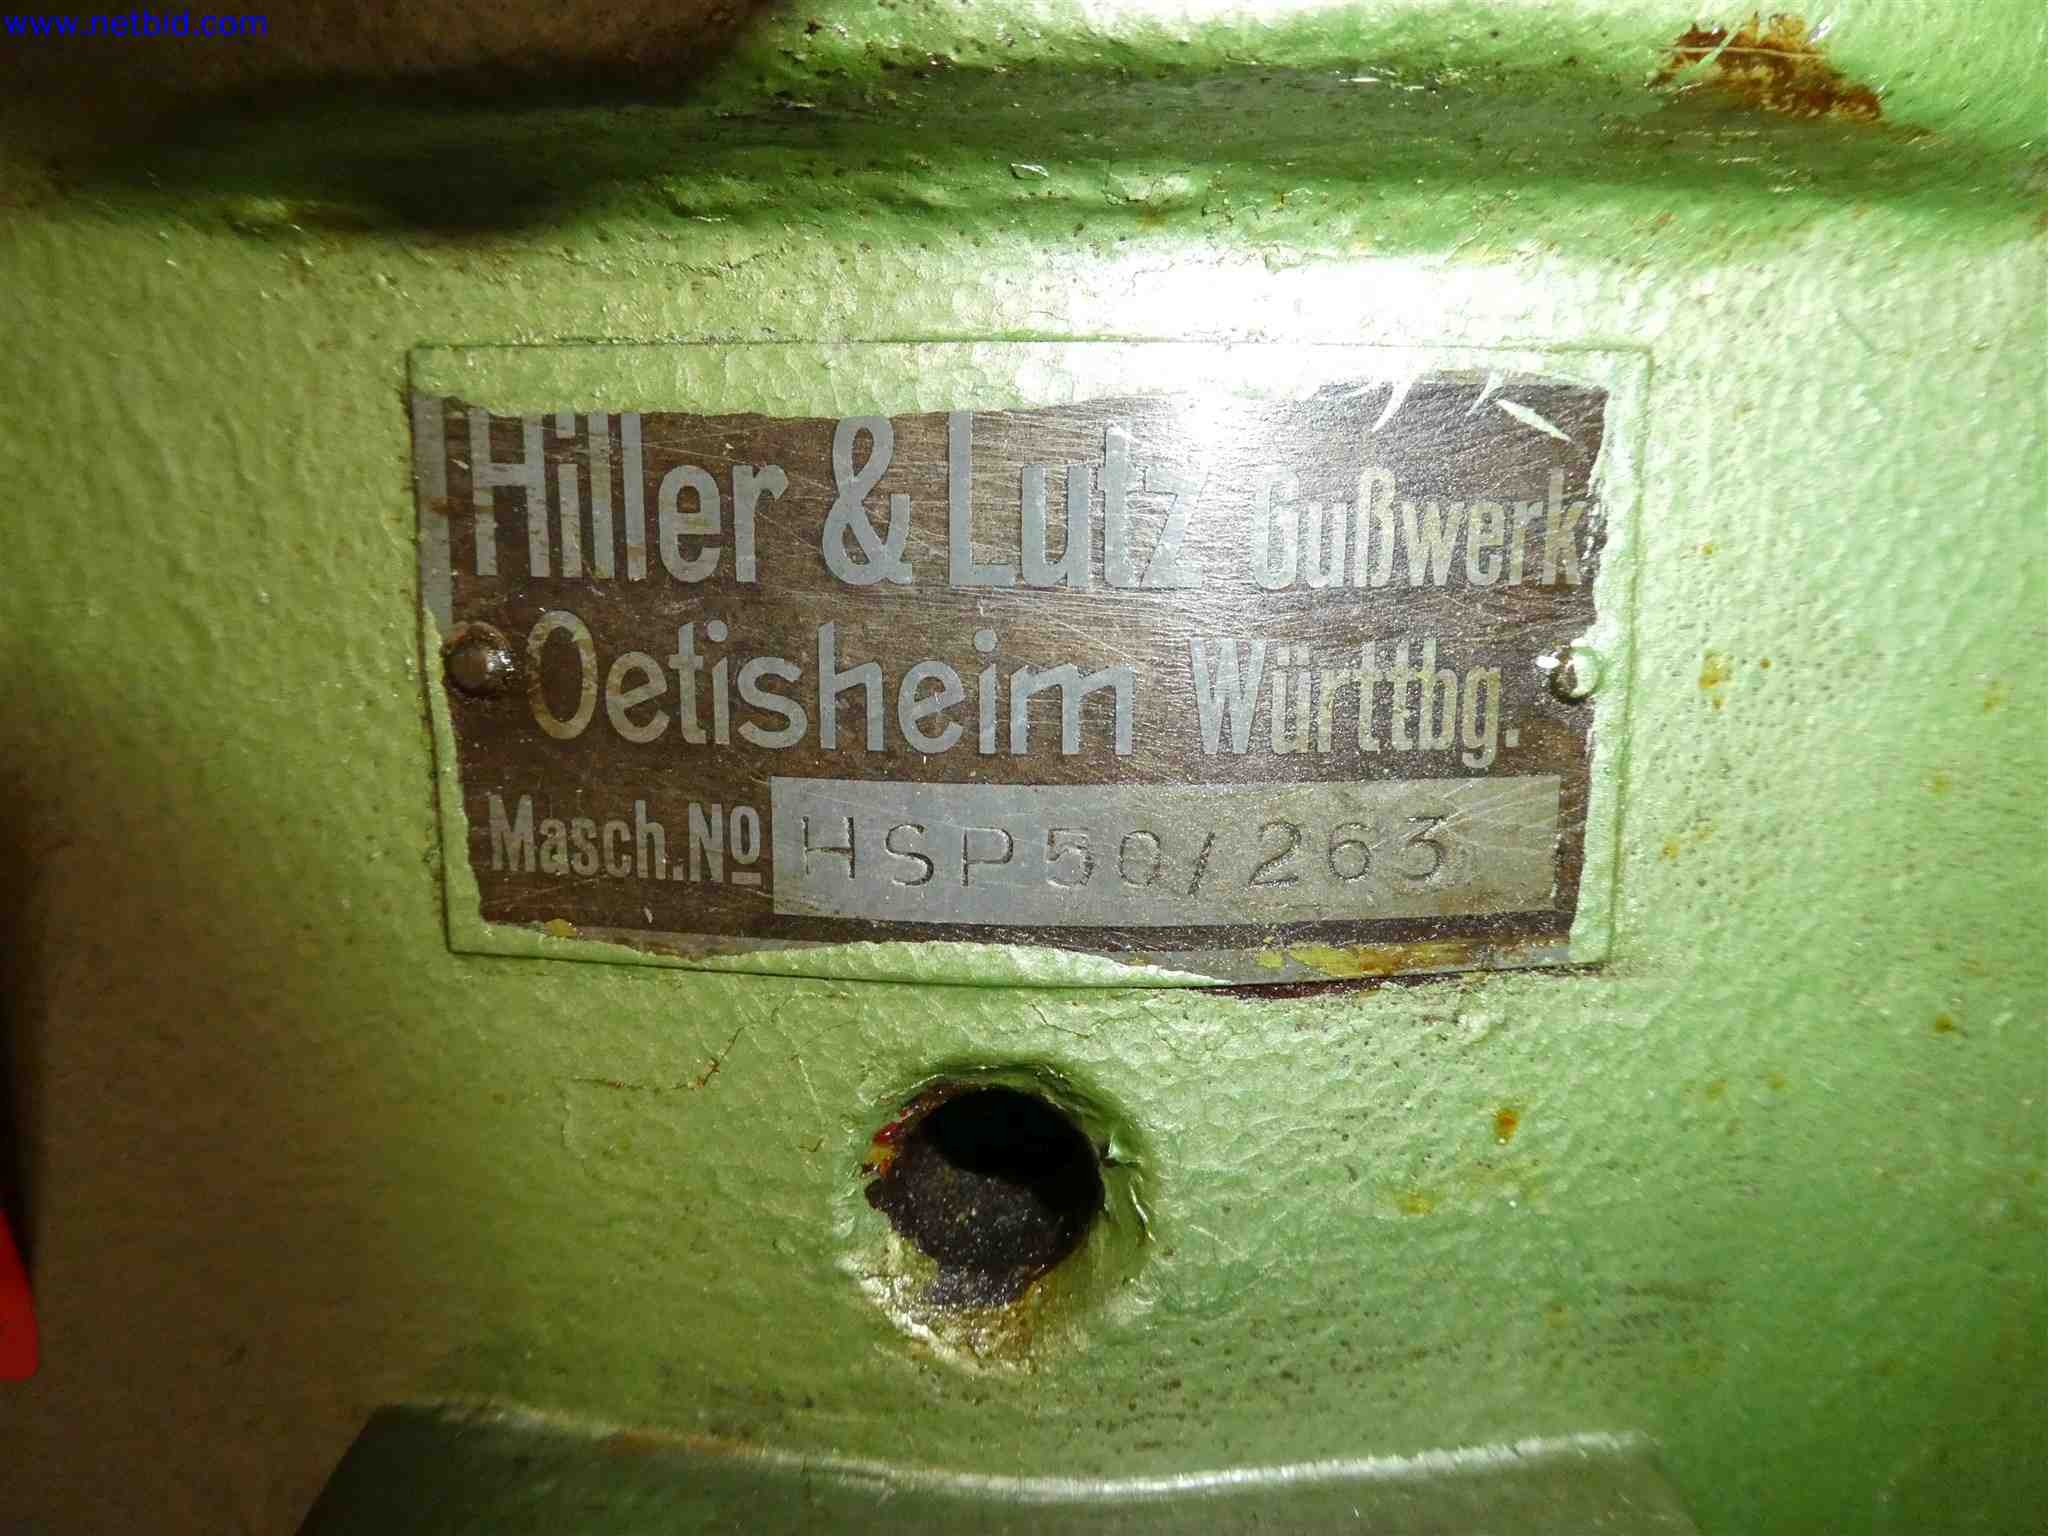 www.netbid.com
Hiller & Lutz Gußwerk
Oetisheim Württbg.
Masch.No HSP50/263